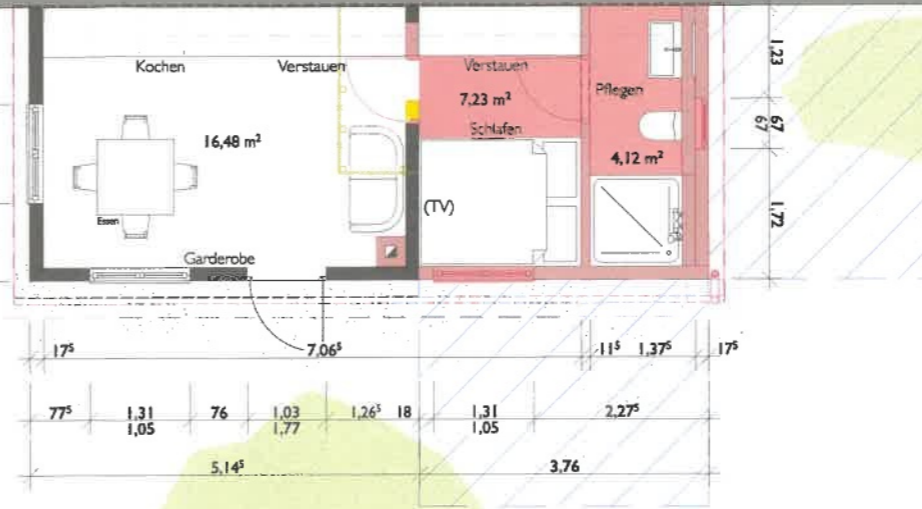 Kochen Verstauen Verstauen
1,23
7,23 m²
Pflegen
67
67
16,48 m²
Schlafen
4,12 m²
(TV)
Essen
1,72
Garderobe
17⁵ 7,06⁵ 11⁵ 1,37⁵ 17⁵
77⁵ 1,31 76 1,03 1,26⁵ 18 1,31 2,27⁵
1,05 1,77 1,05
5,14⁵ 3,76